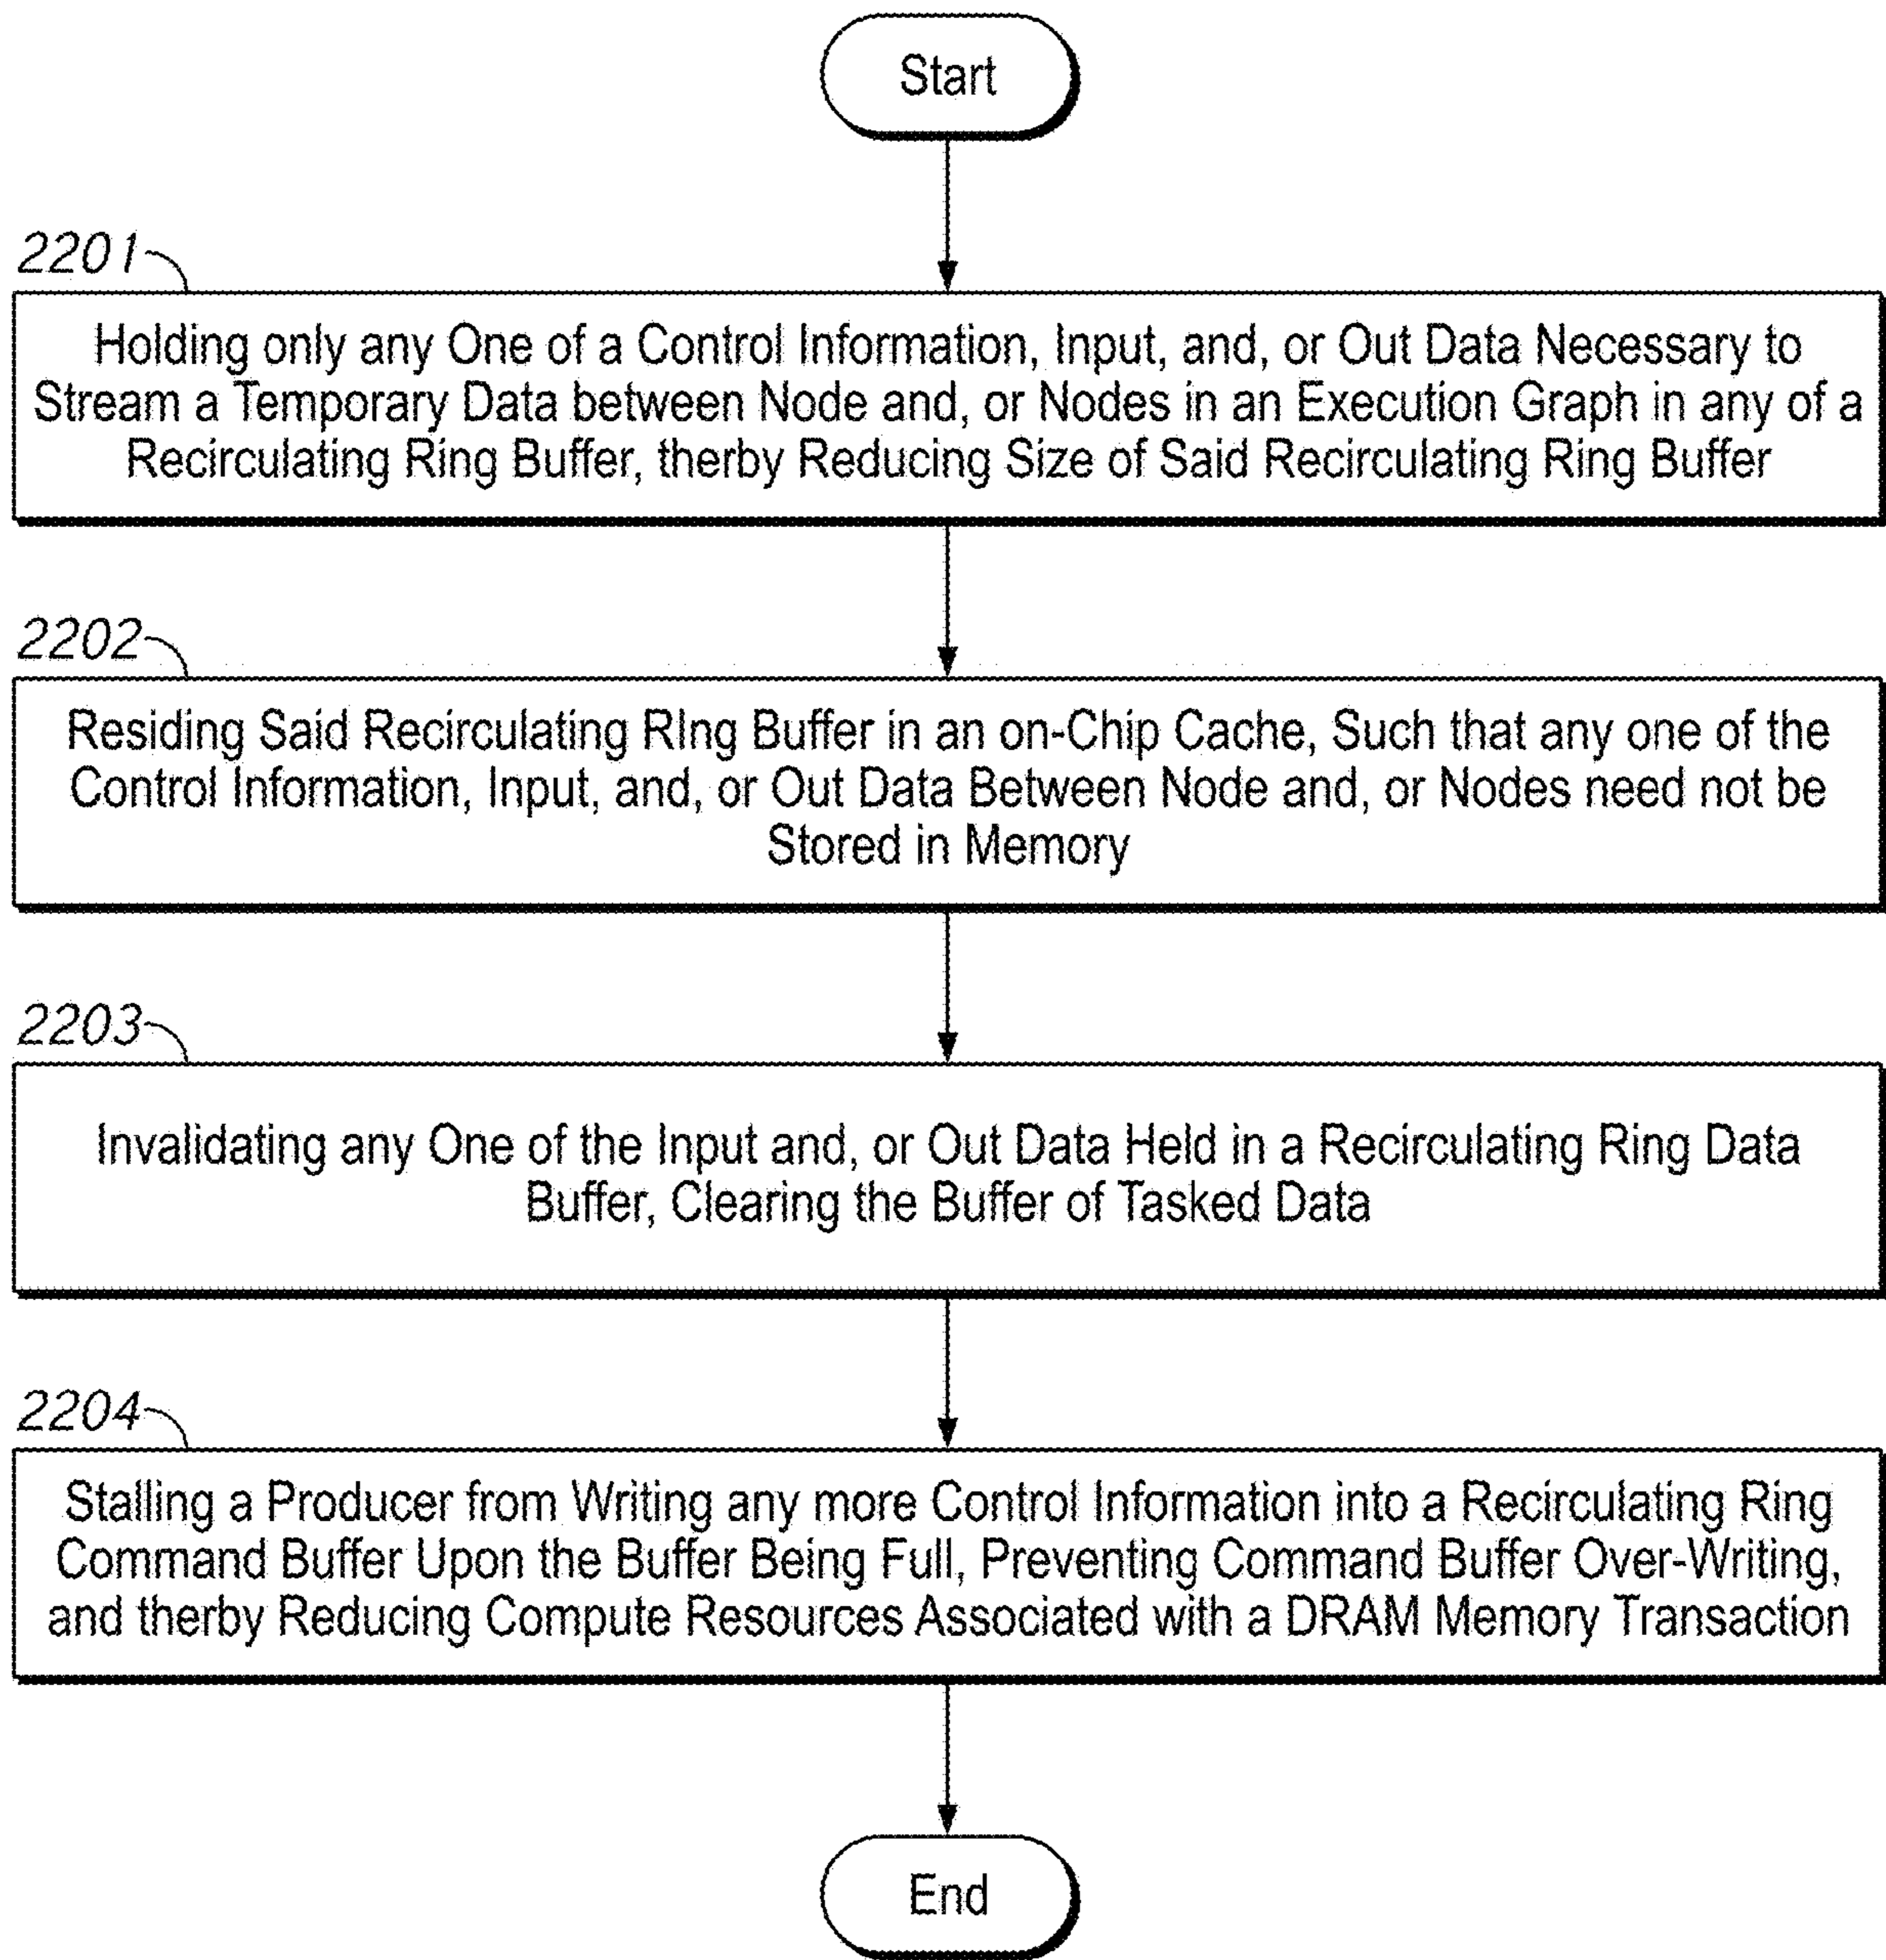 Start
2201
Holding only any One of a Control Information, Input, and, or Out Data Necessary to
Stream a Temporary Data between Node and, or Nodes in an Execution Graph in any of a
Recirculating Ring Buffer, therby Reducing Size of Said Recirculating Ring Buffer
2202
Residing Said Recirculating RIng Buffer in an on-Chip Cache, Such that any one of the
Control Information, Input, and, or Out Data Between Node and, or Nodes need not be
Stored in Memory
2203
Invalidating any One of the Input and, or Out Data Held in a Recirculating Ring Data
Buffer, Clearing the Buffer of Tasked Data
2204
Stalling a Producer from Writing any more Control Information into a Recirculating Ring
Command Buffer Upon the Buffer Being Full, Preventing Command Buffer Over-Writing,
and therby Reducing Compute Resources Associated with a DRAM Memory Transaction
End